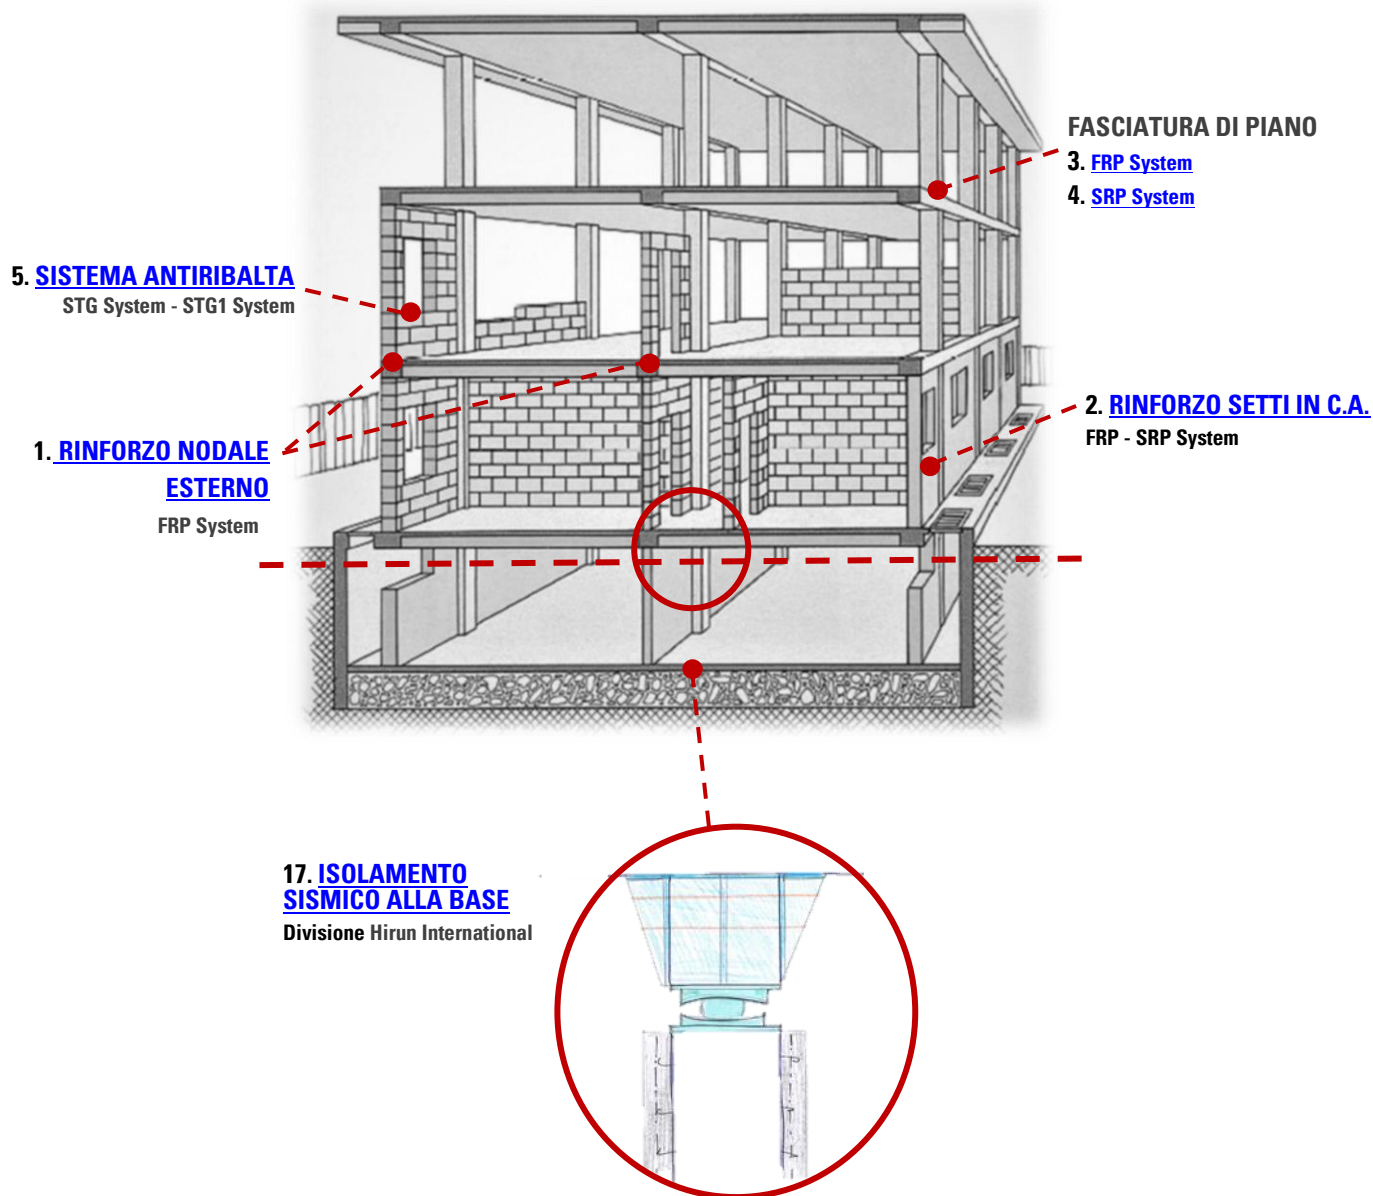 FASCIATURA DI PIANO
3. FRP System
4. SRP System
5. SISTEMA ANTIRIBALTA
STG System - STG1 System
2. RINFORZO SETTI IN C.A.
FRP - SRP System
1. RINFORZO NODALE
ESTERNO
FRP System
17. ISOLAMENTO
SISMICO ALLA BASE
Divisione Hirun International